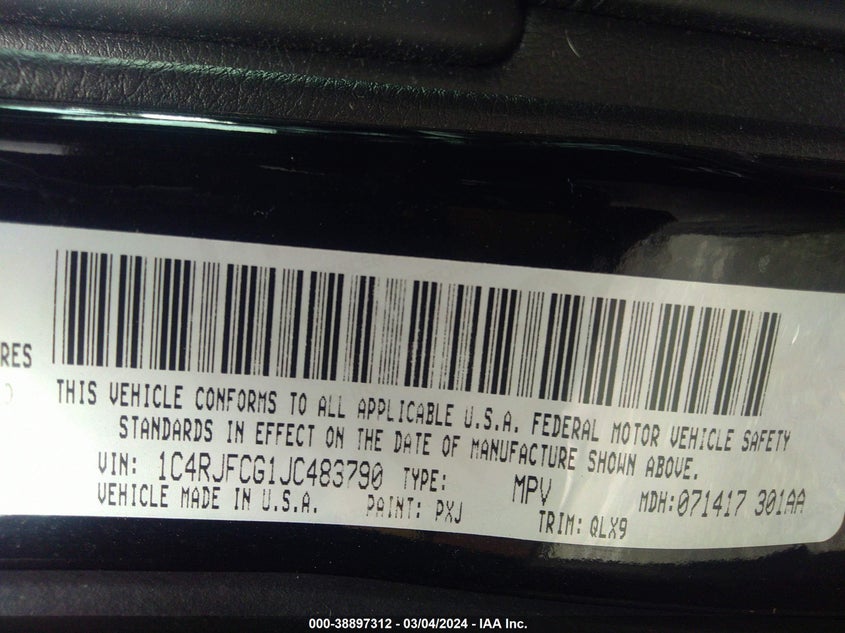 RES
THIS VEHICLE CONFORMS TO ALL APPLICABLE U.S.A. FEDERAL MOTOR VEHICLE SAFETY
STANDARDS IN EFFECT ON THE DATE OF MANUFACTURE SHOWN ABOVE.
VIN: 1C4RJFCG1JC483790 TYPE: MPV MDH:071417 301AA
VEHICLE MADE IN U.S.A. PAINT: PXJ TRIM: QLX9
000-38897312 - 03/04/2024 - IAA Inc.